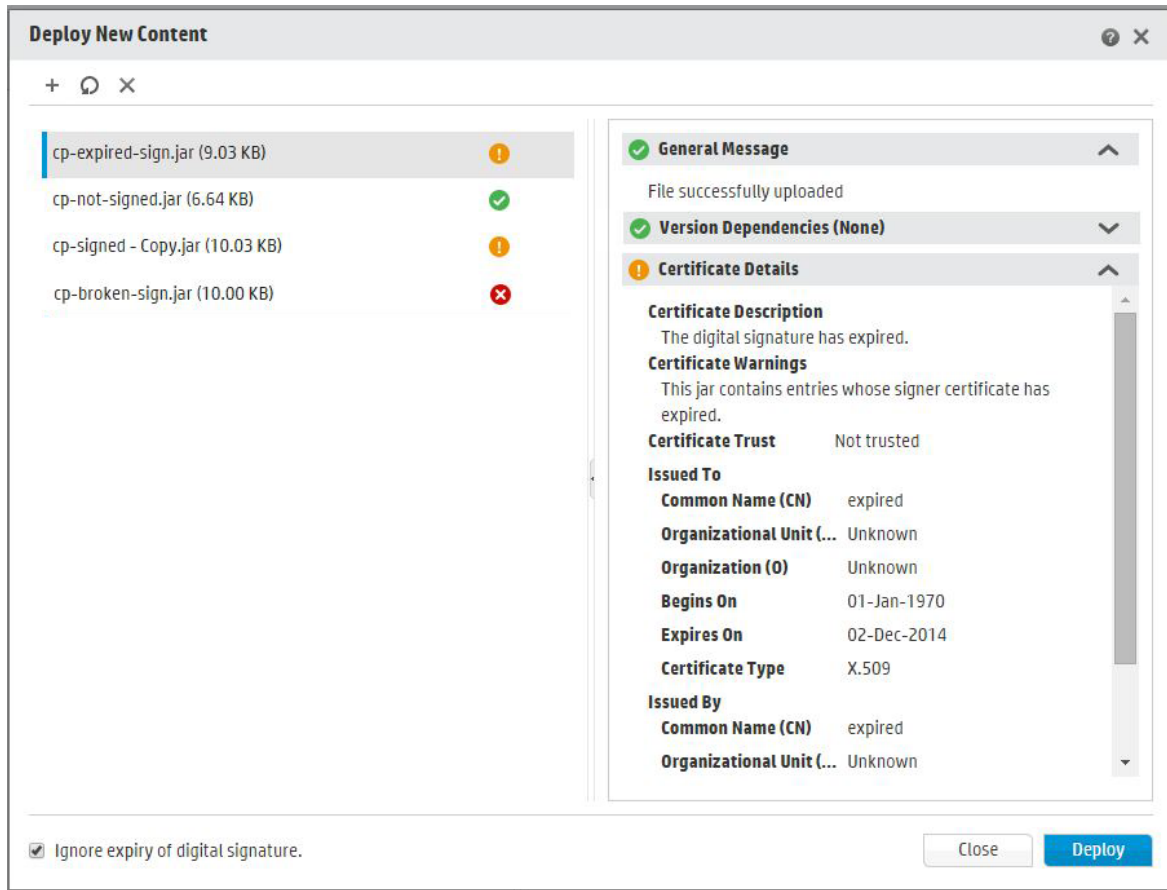 Deploy New Content
cp-expired-sign.jar (9.03 KB)
cp-not-signed.jar (6.64 KB)
cp-signed - Copy.jar (10.03 KB)
cp-broken-sign.jar (10.00 KB)
General Message
File successfully uploaded
Version Dependencies (None)
Certificate Details
Certificate Description
The digital signature has expired.
Certificate Warnings
This jar contains entries whose signer certificate has
expired.
Certificate Trust Not trusted
Issued To
Common Name (CN) expired
Organizational Unit (... Unknown
Organization (O) Unknown
Begins On 01-Jan-1970
Expires On 02-Dec-2014
Certificate Type X.509
Issued By
Common Name (CN) expired
Organizational Unit (... Unknown
Ignore expiry of digital signature.
Close
Deploy